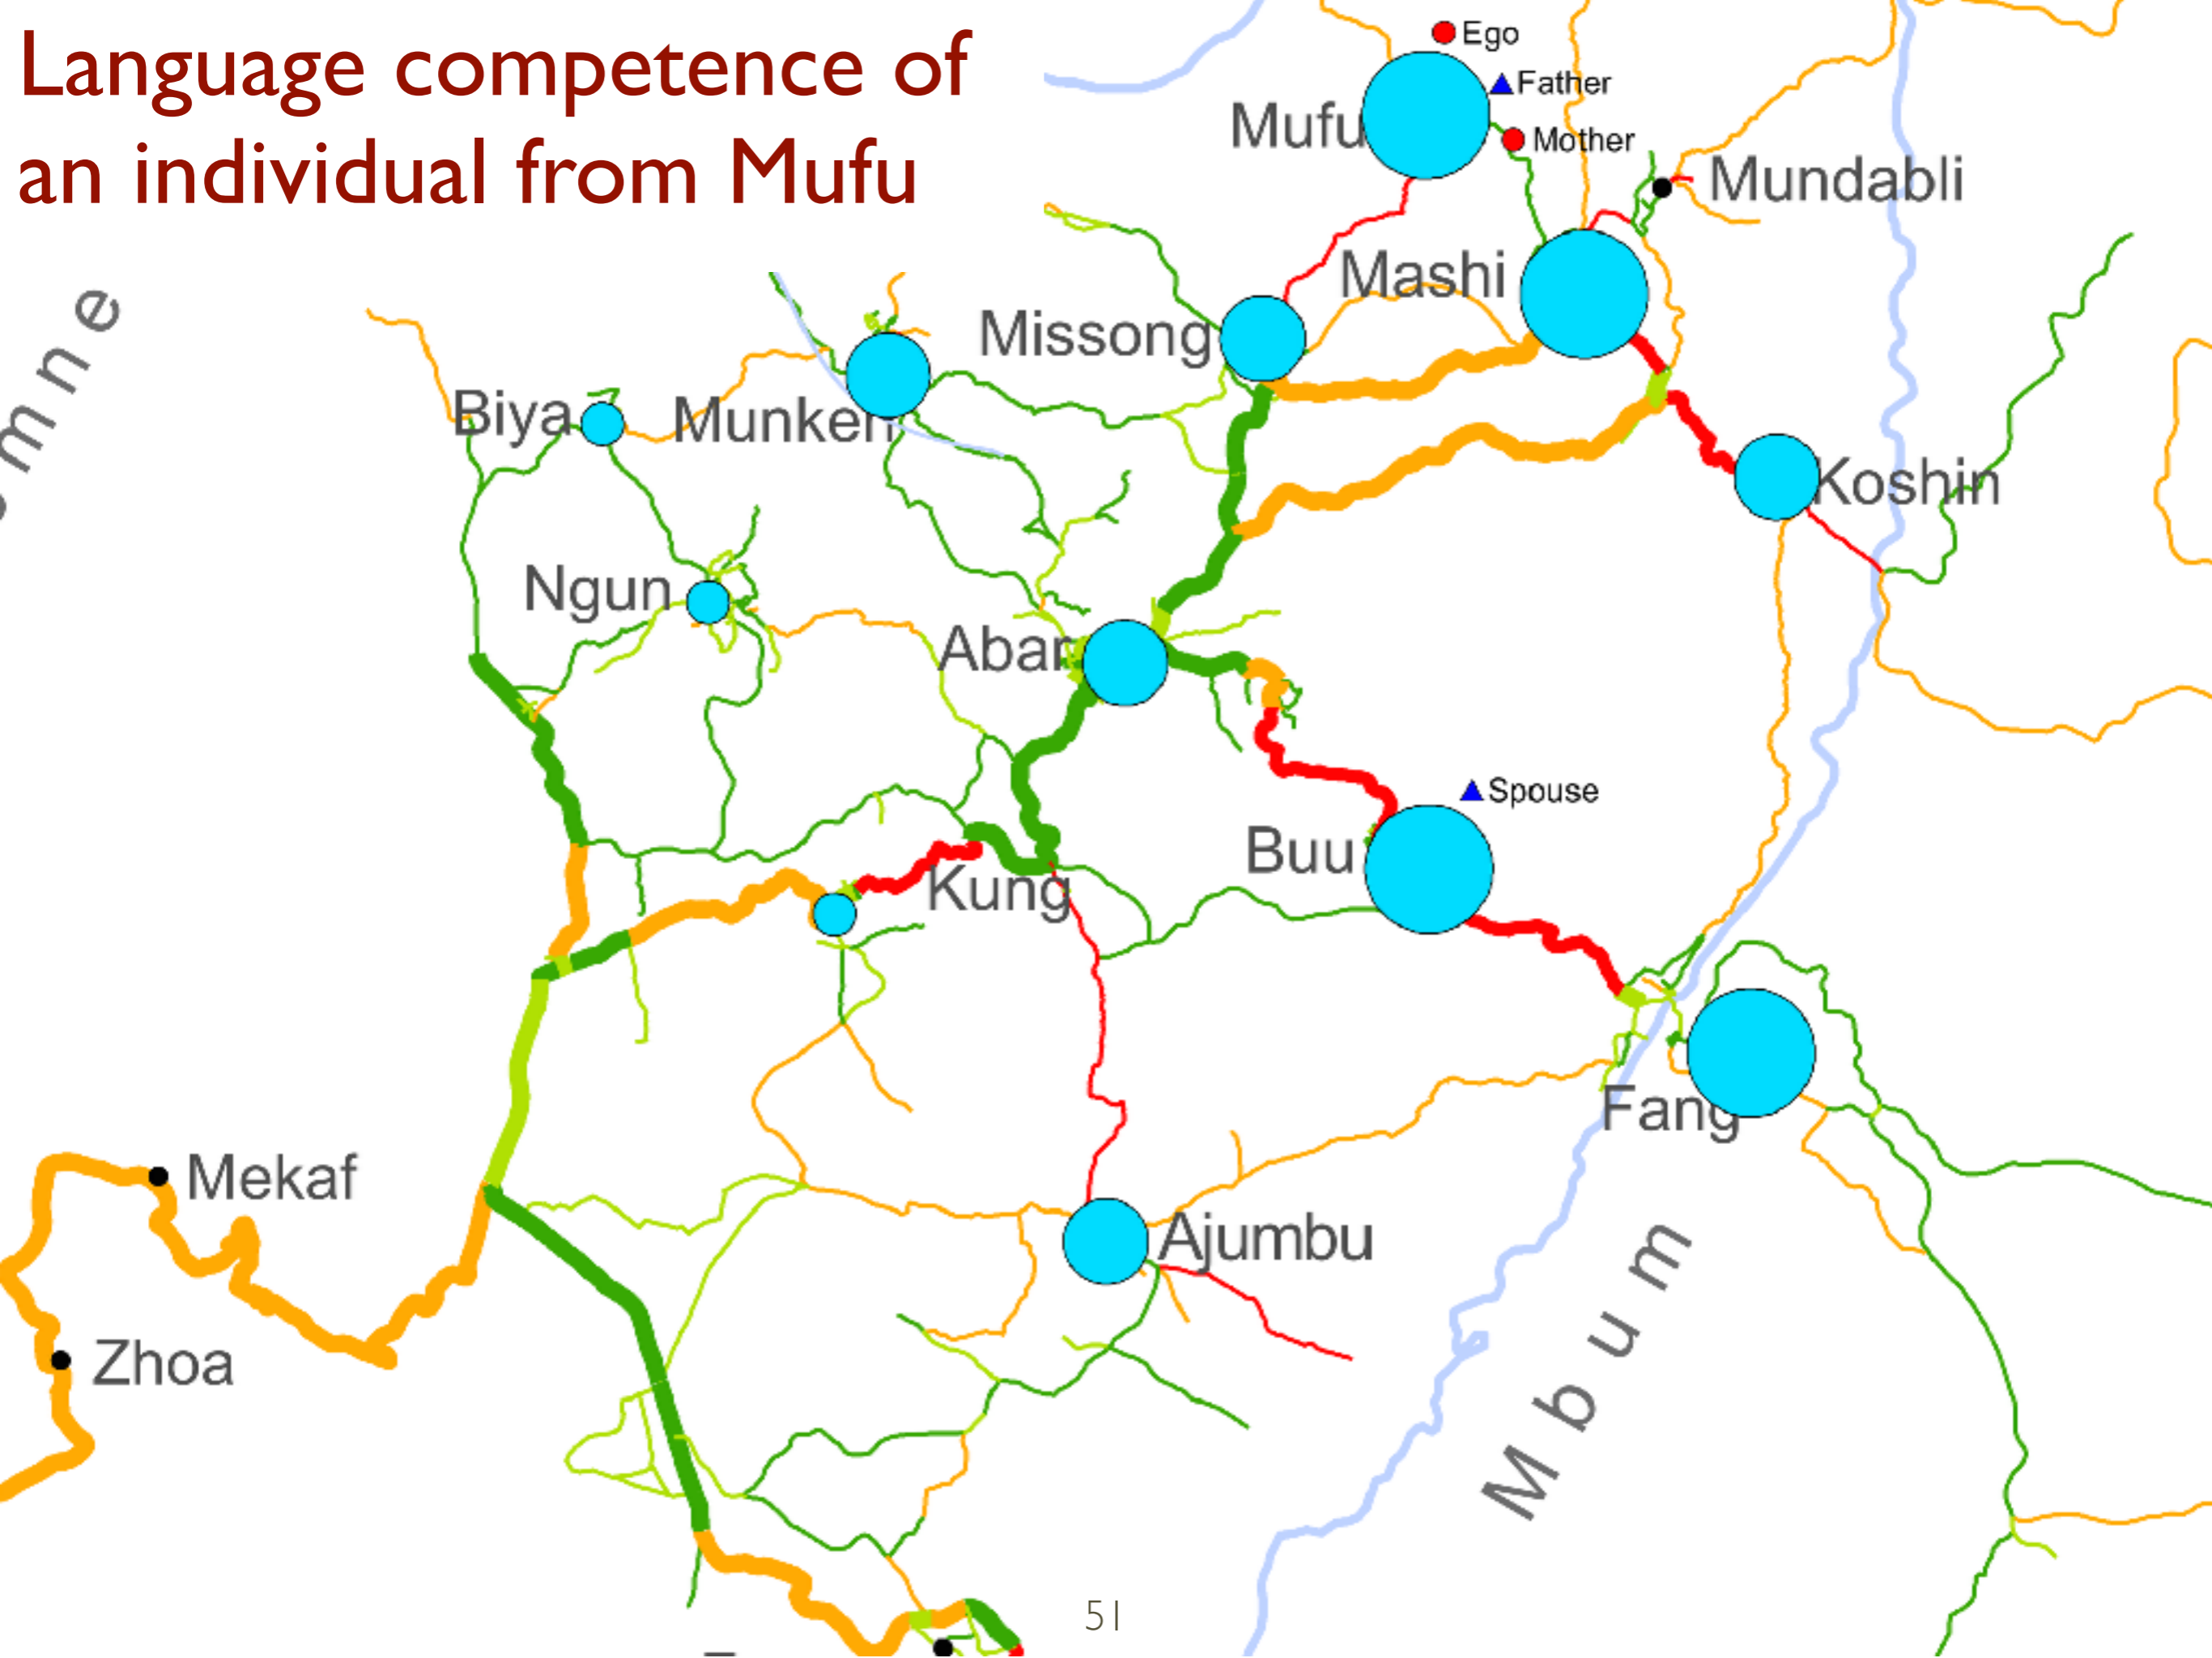 Language competence of
an individual from Mufu
Ego
Father
Mufu
Mother
Mundabli
Mashi
Missong
Biya
Munken
Koshin
Ngun
Abar
Spouse
Buu
Kung
Fang
Mekaf
Ajumbu
Zhoa
Mbum
51